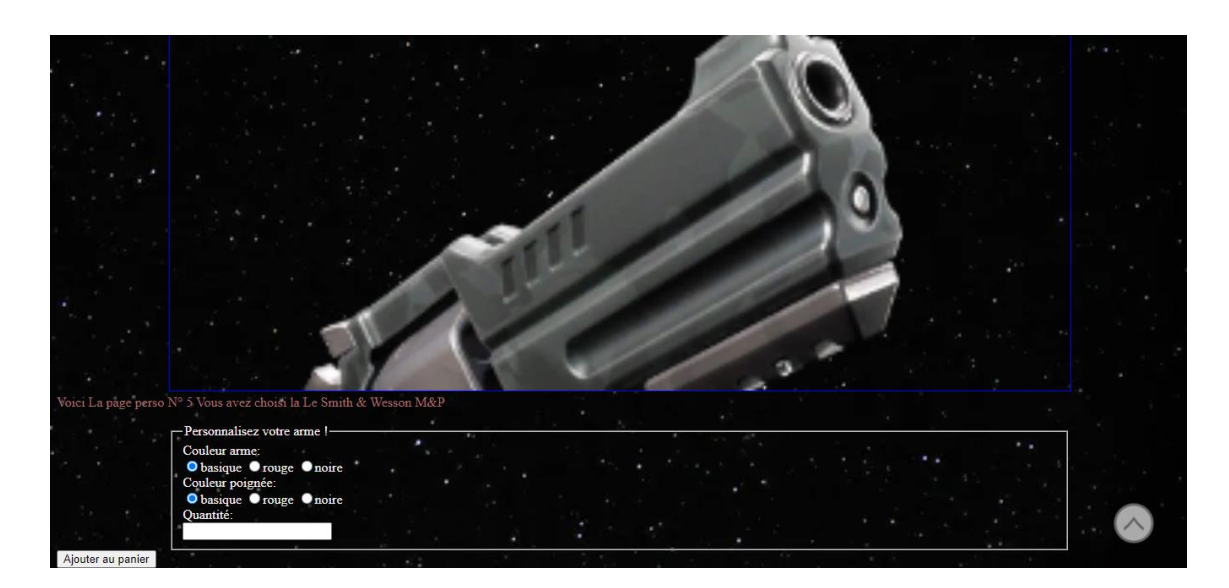 Voici La page perso N° 5 Vous avez choisi la Le Smith & Wesson M&P
Personnalisez votre arme !
Couleur arme:
basique rouge noire
Couleur poignée:
basique rouge noire
Quantité:
Ajouter au panier